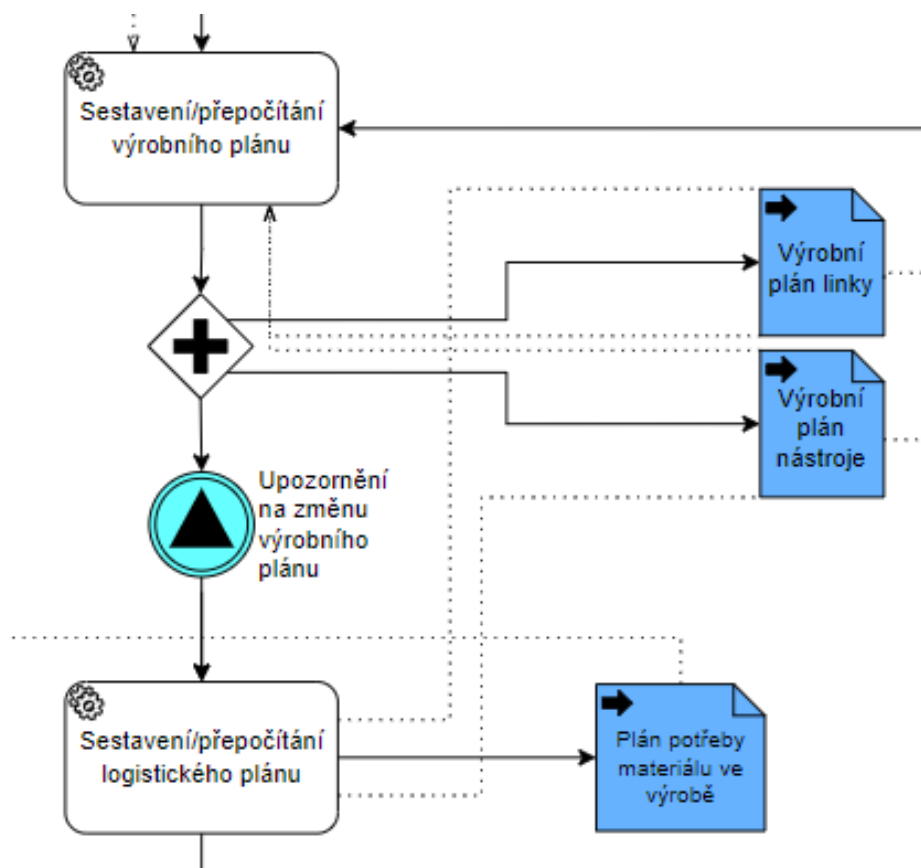 Sestavení/přepočítání
výrobního plánu
Výrobní
plán linky
Výrobní
plán
nástroje
Upozornění
na změnu
výrobního
plánu
Sestavení/přepočítání
logistického plánu
Plán potřeby
materiálu ve
výrobě